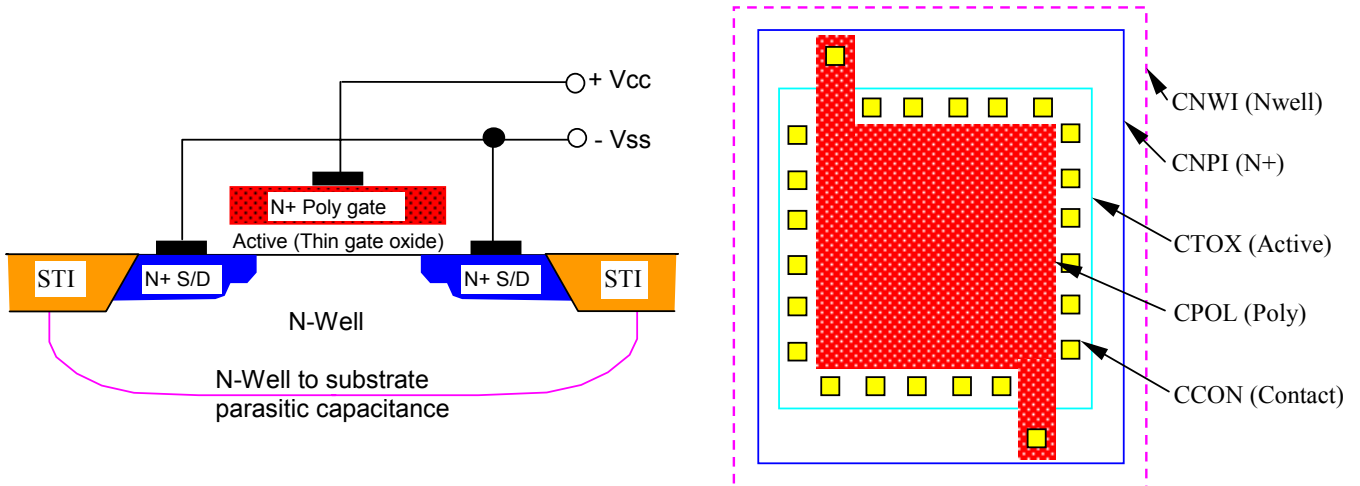 + Vcc
- Vss
N+ Poly gate
Active (Thin gate oxide)
STI
N+ S/D
N+ S/D
STI
N-Well
N-Well to substrate
parasitic capacitance
CNWI (Nwell)
CNPI (N+)
CTOX (Active)
CPOL (Poly)
CCON (Contact)